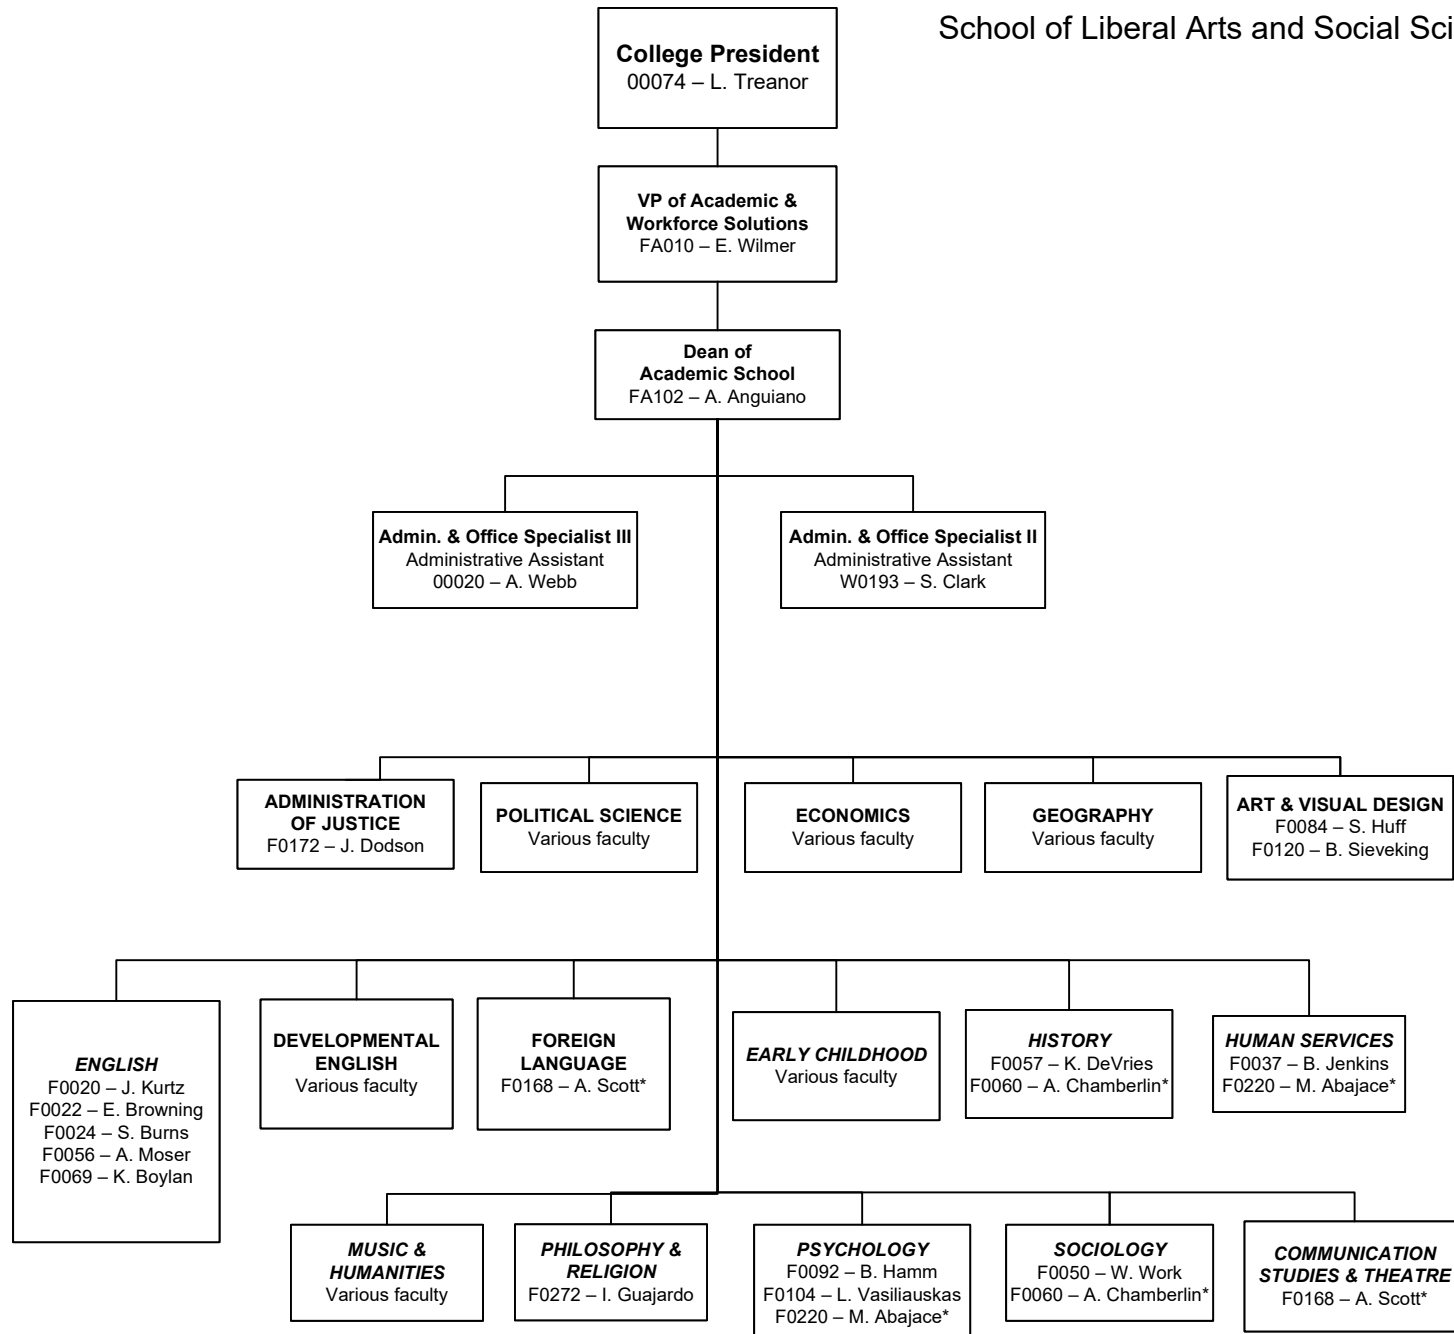 School of Liberal Arts and Social Sci
College President
00074 – L. Treanor
VP of Academic &
Workforce Solutions
FA010 – E. Wilmer
Dean of
Academic School
FA102 – A. Anguiano
Admin. & Office Specialist III
Administrative Assistant
00020 – A. Webb
Admin. & Office Specialist II
Administrative Assistant
W0193 – S. Clark
ADMINISTRATION
OF JUSTICE
F0172 – J. Dodson
POLITICAL SCIENCE
Various faculty
ECONOMICS
Various faculty
GEOGRAPHY
Various faculty
ART & VISUAL DESIGN
F0084 – S. Huff
F0120 – B. Sieveking
ENGLISH
F0020 – J. Kurtz
F0022 – E. Browning
F0024 – S. Burns
F0056 – A. Moser
F0069 – K. Boylan
DEVELOPMENTAL
ENGLISH
Various faculty
FOREIGN
LANGUAGE
F0168 – A. Scott*
EARLY CHILDHOOD
Various faculty
HISTORY
F0057 – K. DeVries
F0060 – A. Chamberlin*
HUMAN SERVICES
F0037 – B. Jenkins
F0220 – M. Abajace*
MUSIC &
HUMANITIES
Various faculty
PHILOSOPHY &
RELIGION
F0272 – I. Guajardo
PSYCHOLOGY
F0092 – B. Hamm
F0104 – L. Vasiliauskas
F0220 – M. Abajace*
SOCIOLOGY
F0050 – W. Work
F0060 – A. Chamberlin*
COMMUNICATION
STUDIES & THEATRE
F0168 – A. Scott*